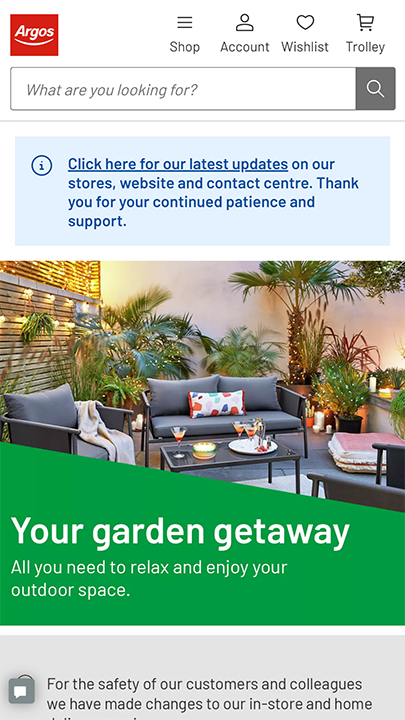 Argos
Shop
Account
Wishlist
Trolley
What are you looking for?
Click here for our latest updates on our
stores, website and contact centre. Thank
you for your continued patience and
support.
Your garden getaway
All you need to relax and enjoy your
outdoor space.
For the safety of our customers and colleagues
we have made changes to our in-store and home